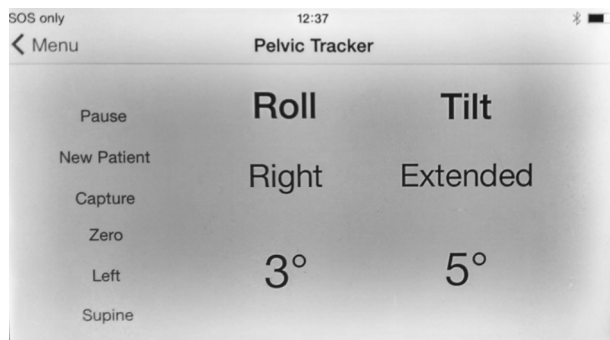 SOS only 12:37
Menu Pelvic Tracker
Roll Tilt
Pause
Right Extended
New Patient
Capture
Zero
3° 5°
Left
Supine